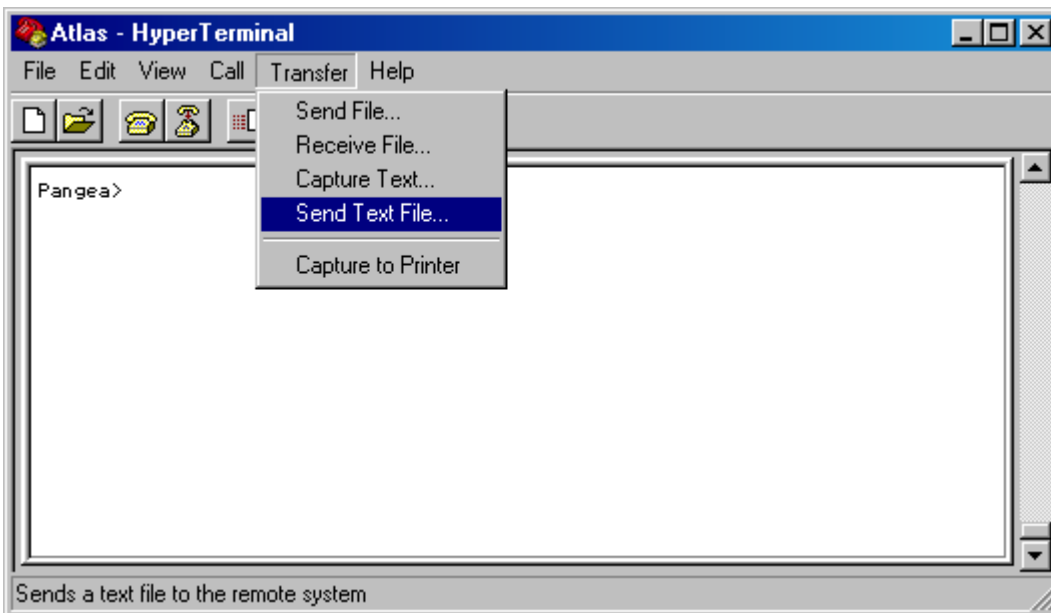 Atlas - HyperTerminal
File Edit View Call Transfer Help
Send File...
Receive File...
Capture Text...
Send Text File...
Capture to Printer
Pangea>
Sends a text file to the remote system